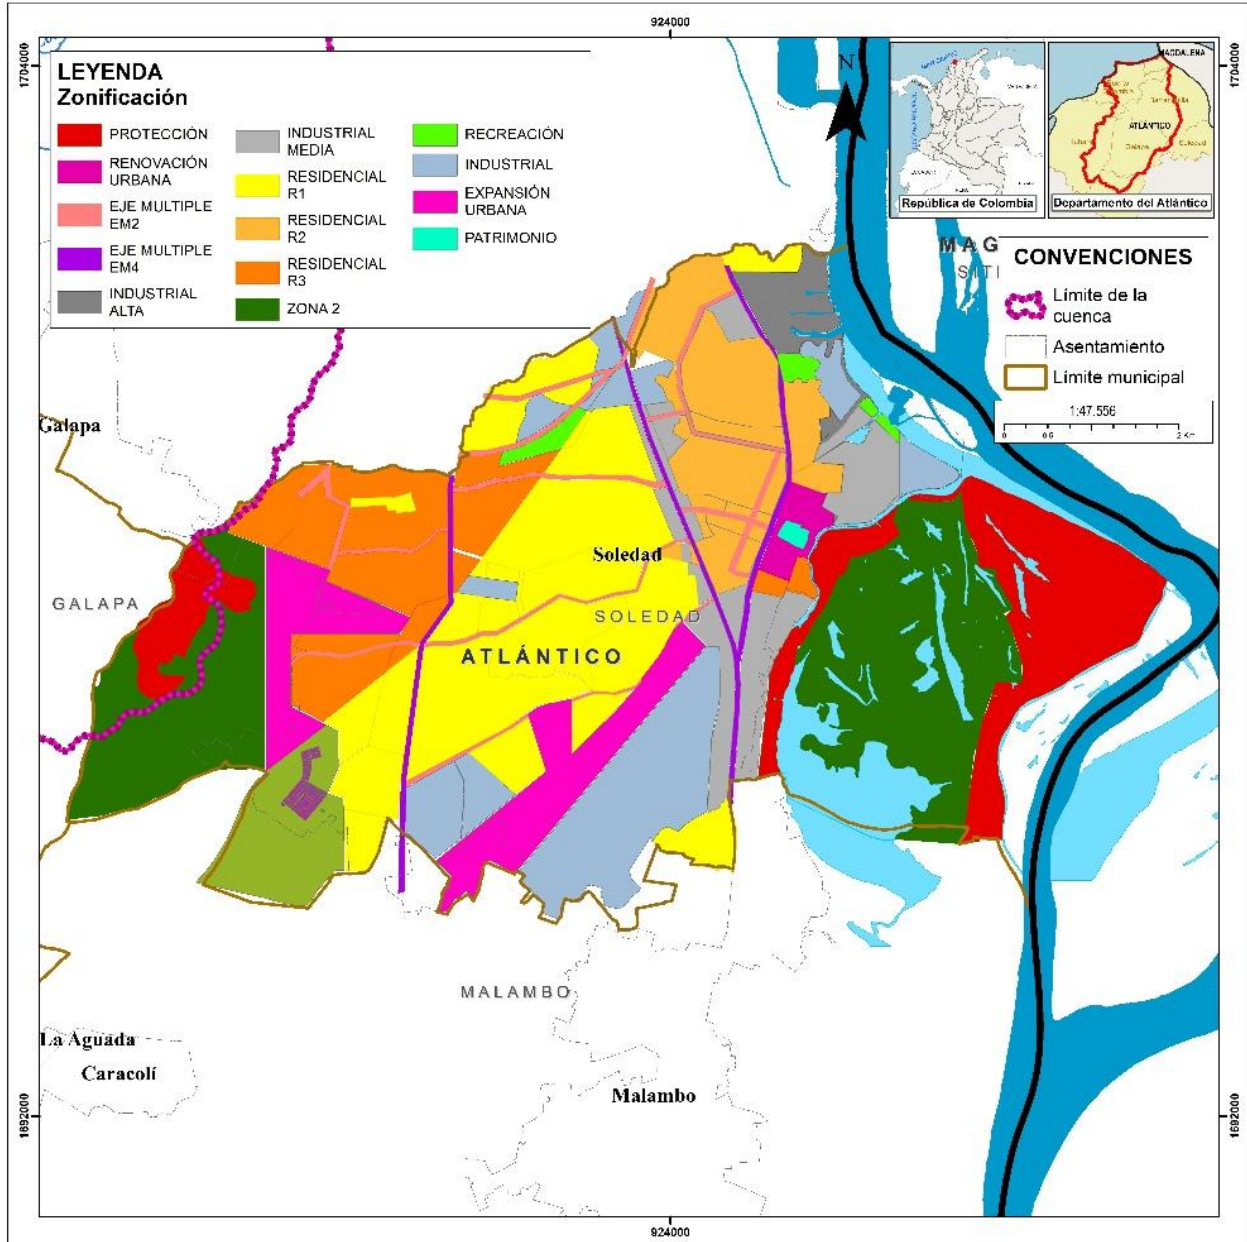 924000
1704000
1704000
LEYENDA
Zonificación
PROTECCIÓN
RENOVACIÓN
URBANA
EJE MULTIPLE
EM2
EJE MULTIPLE
EM4
INDUSTRIAL
ALTA
INDUSTRIAL
MEDIA
RESIDENCIAL
R1
RESIDENCIAL
R2
RESIDENCIAL
R3
ZONA 2
RECREACIÓN
INDUSTRIAL
EXPANSIÓN
URBANA
PATRIMONIO
N
República de Colombia
MAGDALENA
ATLÁNTICO
Soledad
Departamento del Atlántico
MAG
SITI
CONVENCIONES
Límite de la
cuenca
Asentamiento
Límite municipal
1:47.556
Galapa
GALAPA
Soledad
SOLEDAD
ATLÁNTICO
MALAMBO
La Aguada
Caracolí
Malambo
1692000
1692000
924000